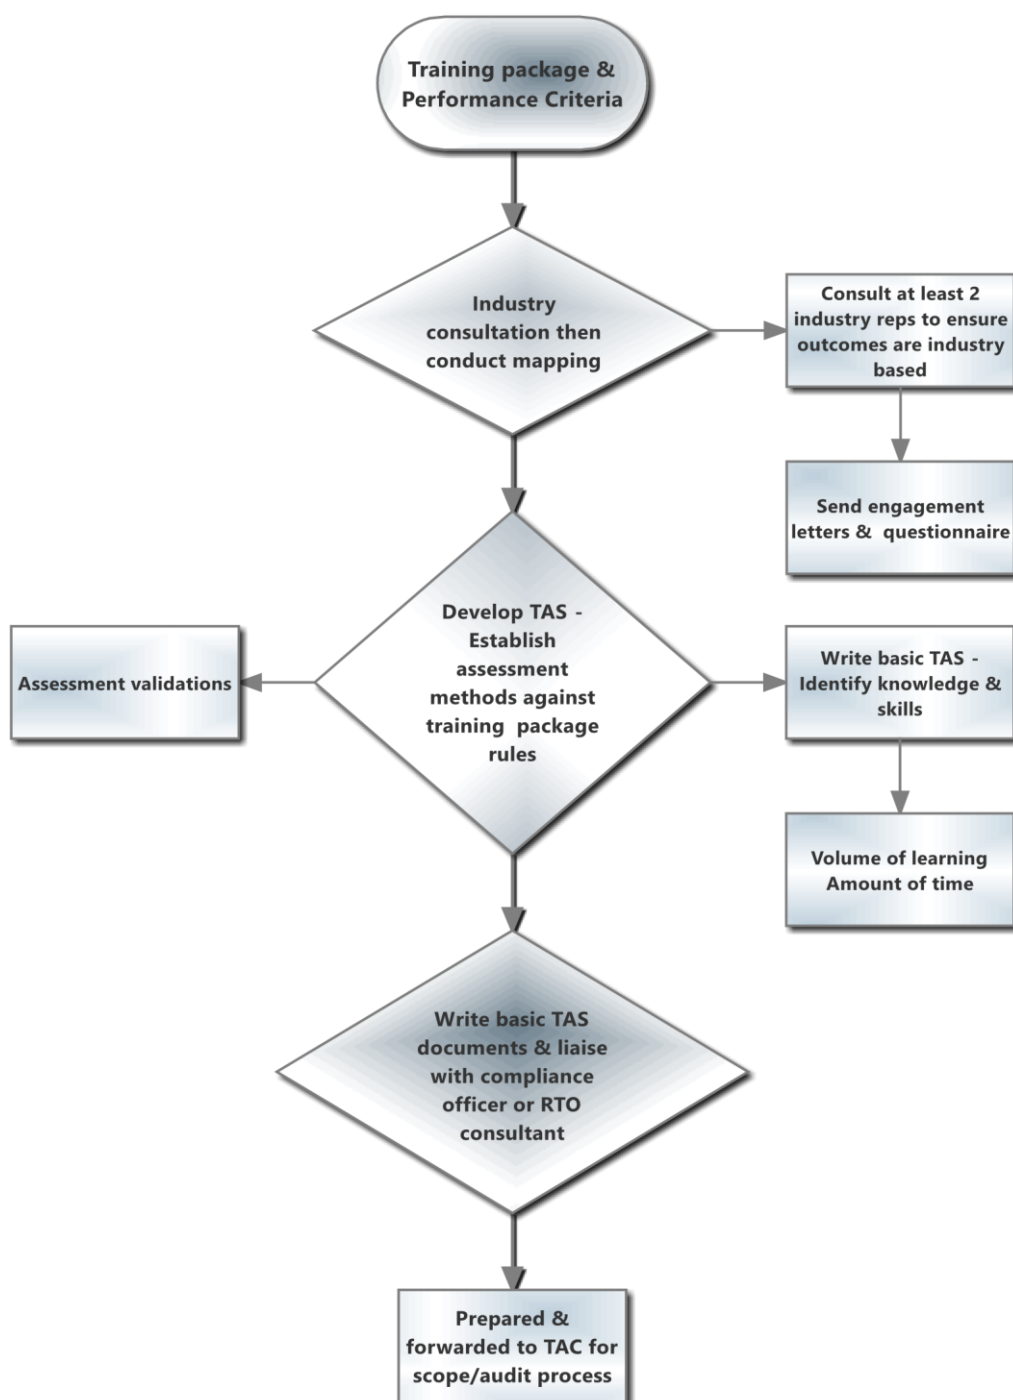 Training package &
Performance Criteria
Industry
consultation then
conduct mapping
Consult at least 2
industry reps to ensure
outcomes are industry
based
Send engagement
letters &  questionnaire
Develop TAS -
Establish
assessment
methods against
training  package
rules
Assessment validations
Write basic TAS -
Identify knowledge &
skills
Volume of learning
Amount of time
Write basic TAS
documents & liaise
with compliance
officer or RTO
consultant
Prepared &
forwarded to TAC for
scope/audit process